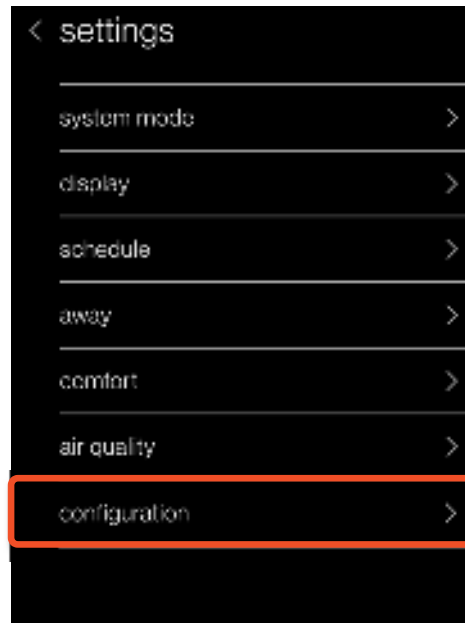 settings
system mode
display
schedule
away
comfort
air quality
configuration